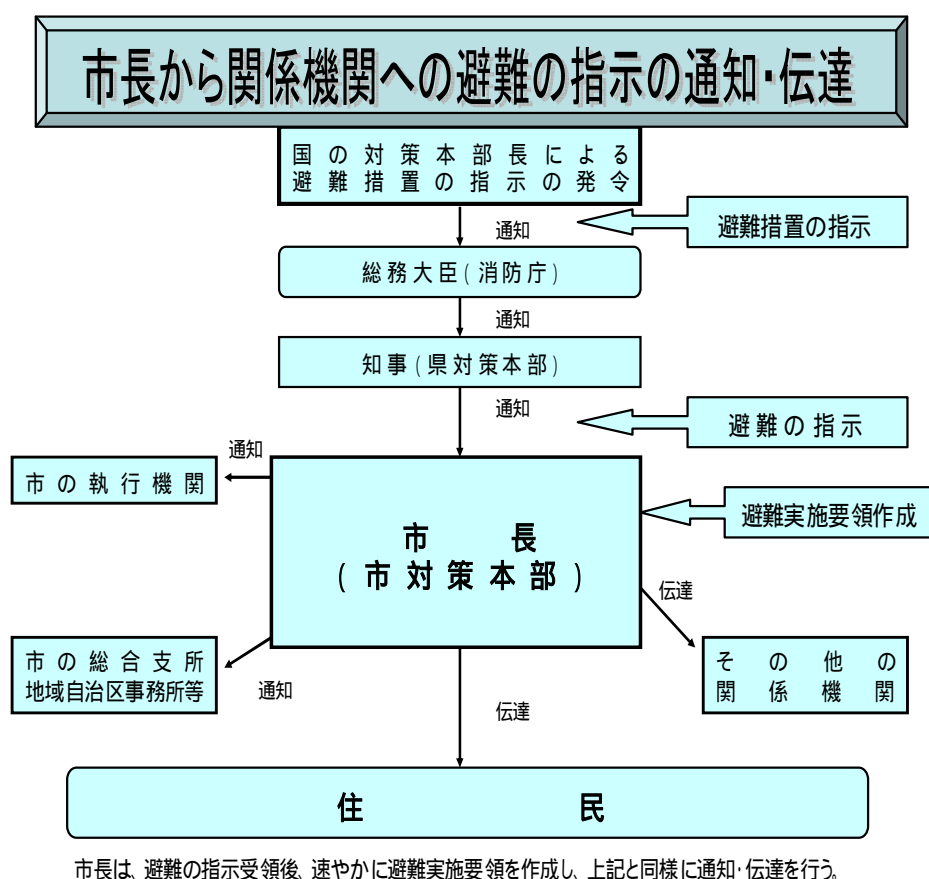 市長から関係機関への避難の指示の通知・伝達
国の対策本部長による
避難措置の指示の発令
通知
避難措置の指示
総務大臣(消防庁)
通知
知事(県対策本部)
通知
避難の指示
通知
市の執行機関
避難実施要領作成
市長
(市対策本部)
伝達
市の総合支所
地域自治区事務所等
通知
その他の
関係機関
伝達
住民
市長は、避難の指示受領後、速やかに避難実施要領を作成し、上記と同様に通知・伝達を行う。